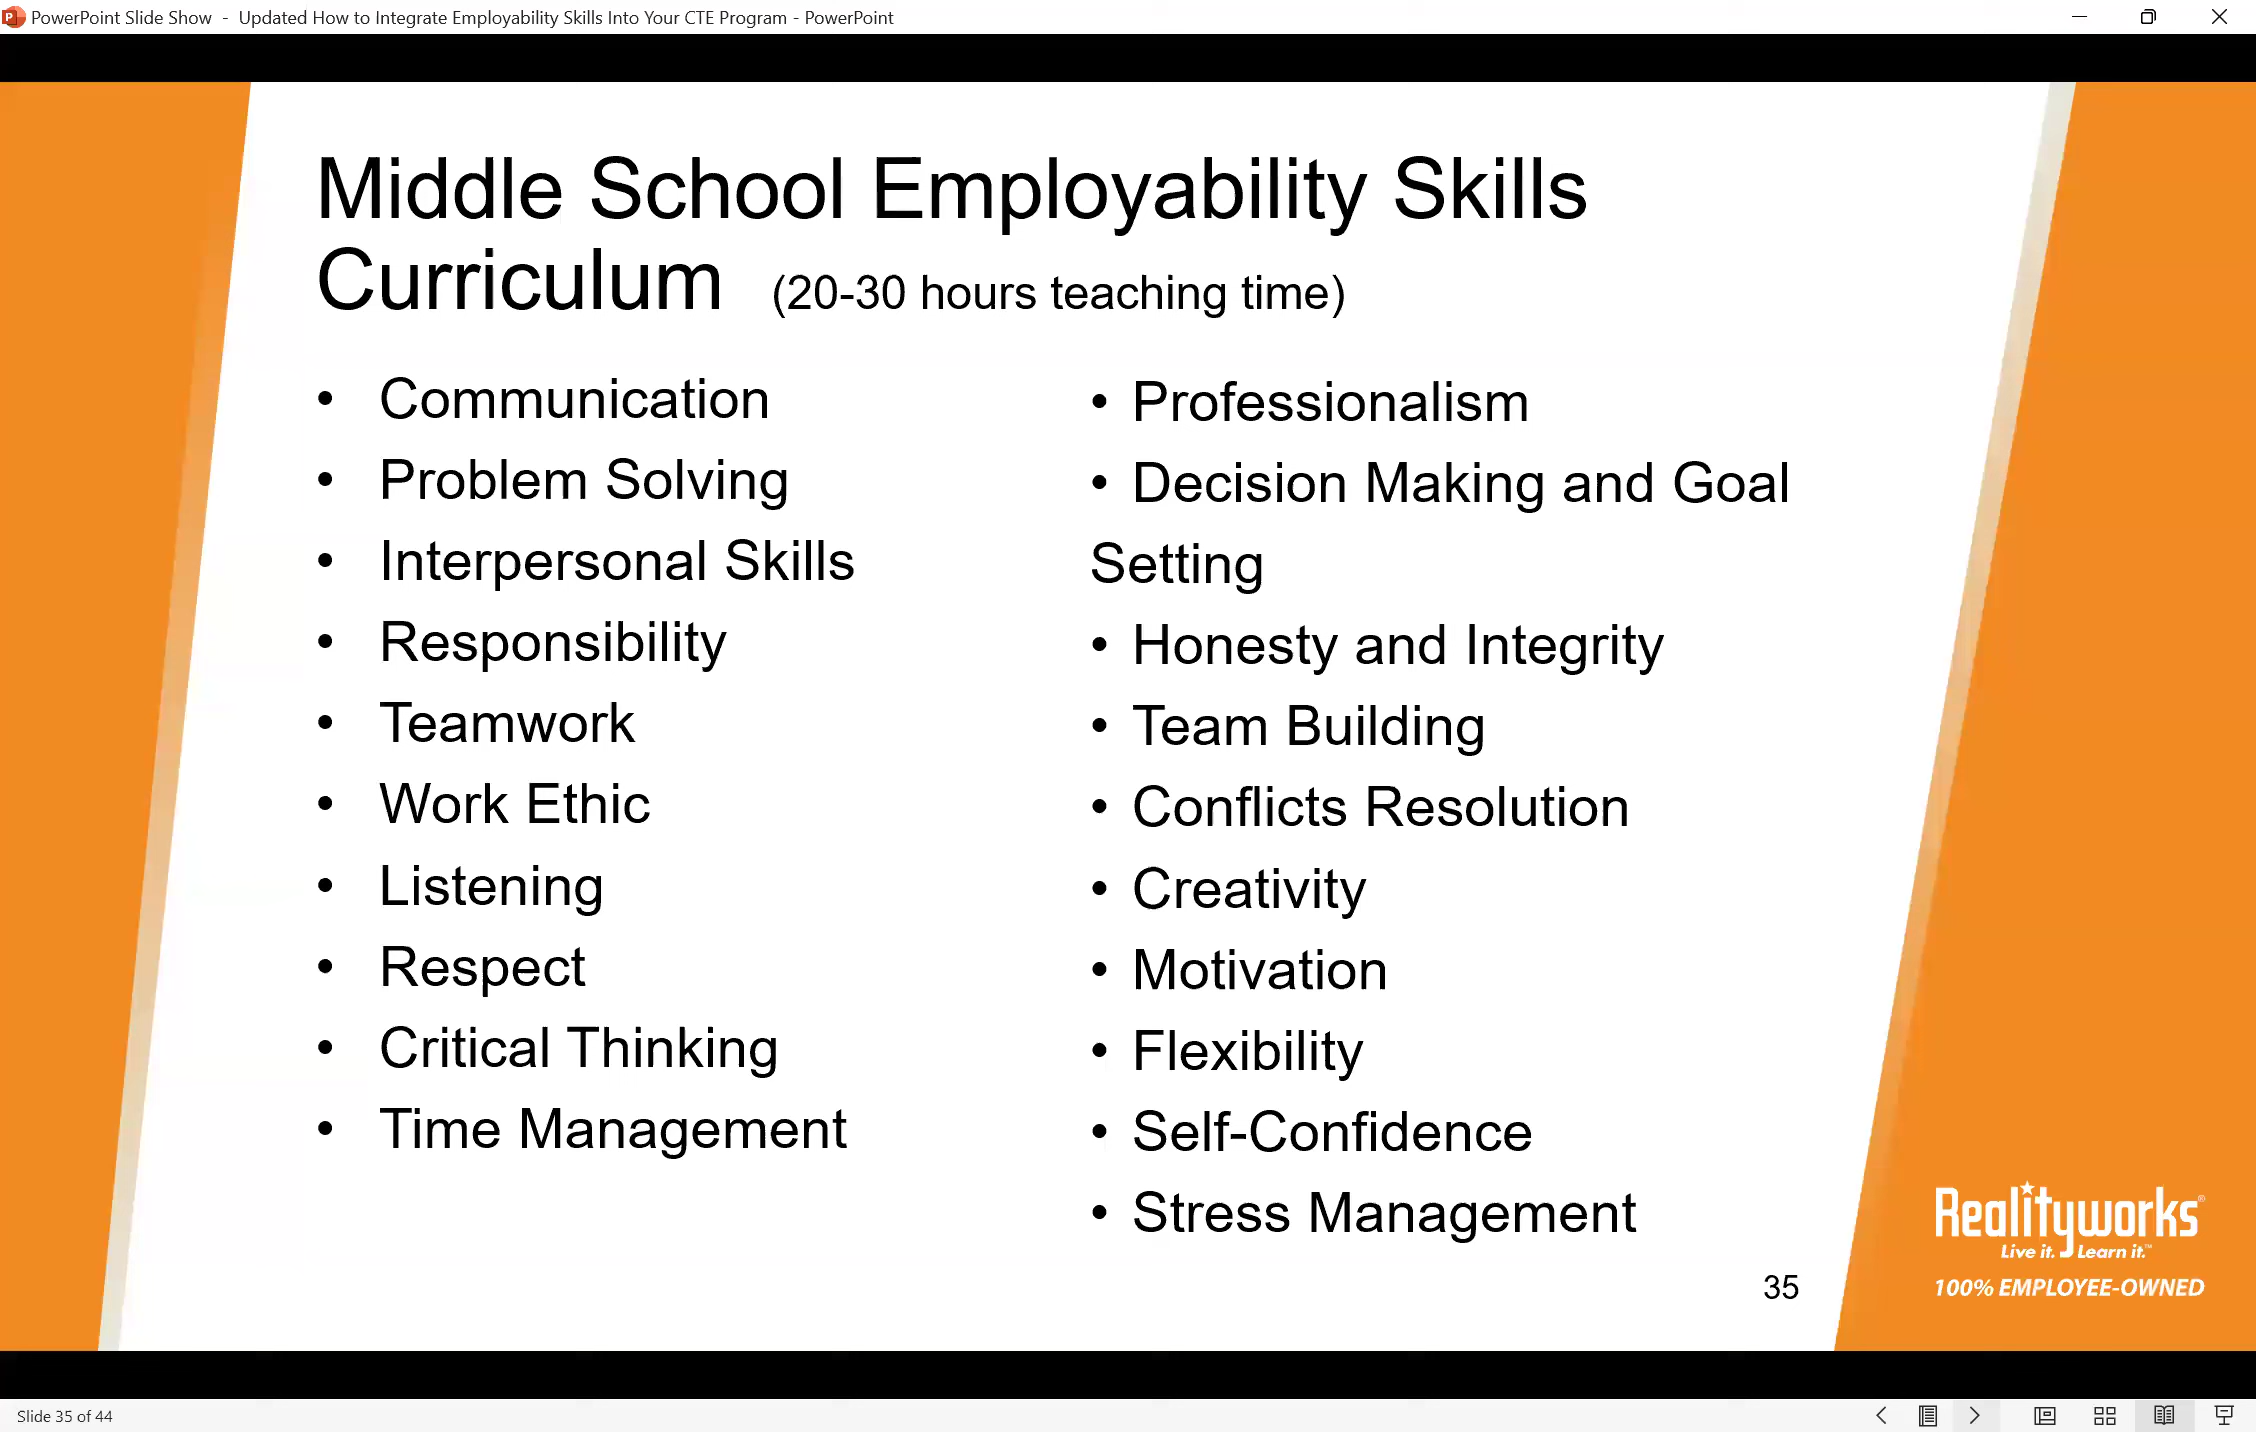 PowerPoint Slide Show - Updated How to Integrate Employability Skills Into Your CTE Program - PowerPoint
Middle School Employability Skills
Curriculum (20-30 hours teaching time)
• Communication
• Problem Solving
• Interpersonal Skills
• Responsibility
• Teamwork
• Work Ethic
• Listening
• Respect
• Critical Thinking
• Time Management
• Professionalism
• Decision Making and Goal
Setting
• Honesty and Integrity
• Team Building
• Conflicts Resolution
• Creativity
• Motivation
• Flexibility
• Self-Confidence
• Stress Management
35
Realityworks®
Live it. Learn it.™
100% EMPLOYEE-OWNED
Slide 35 of 44